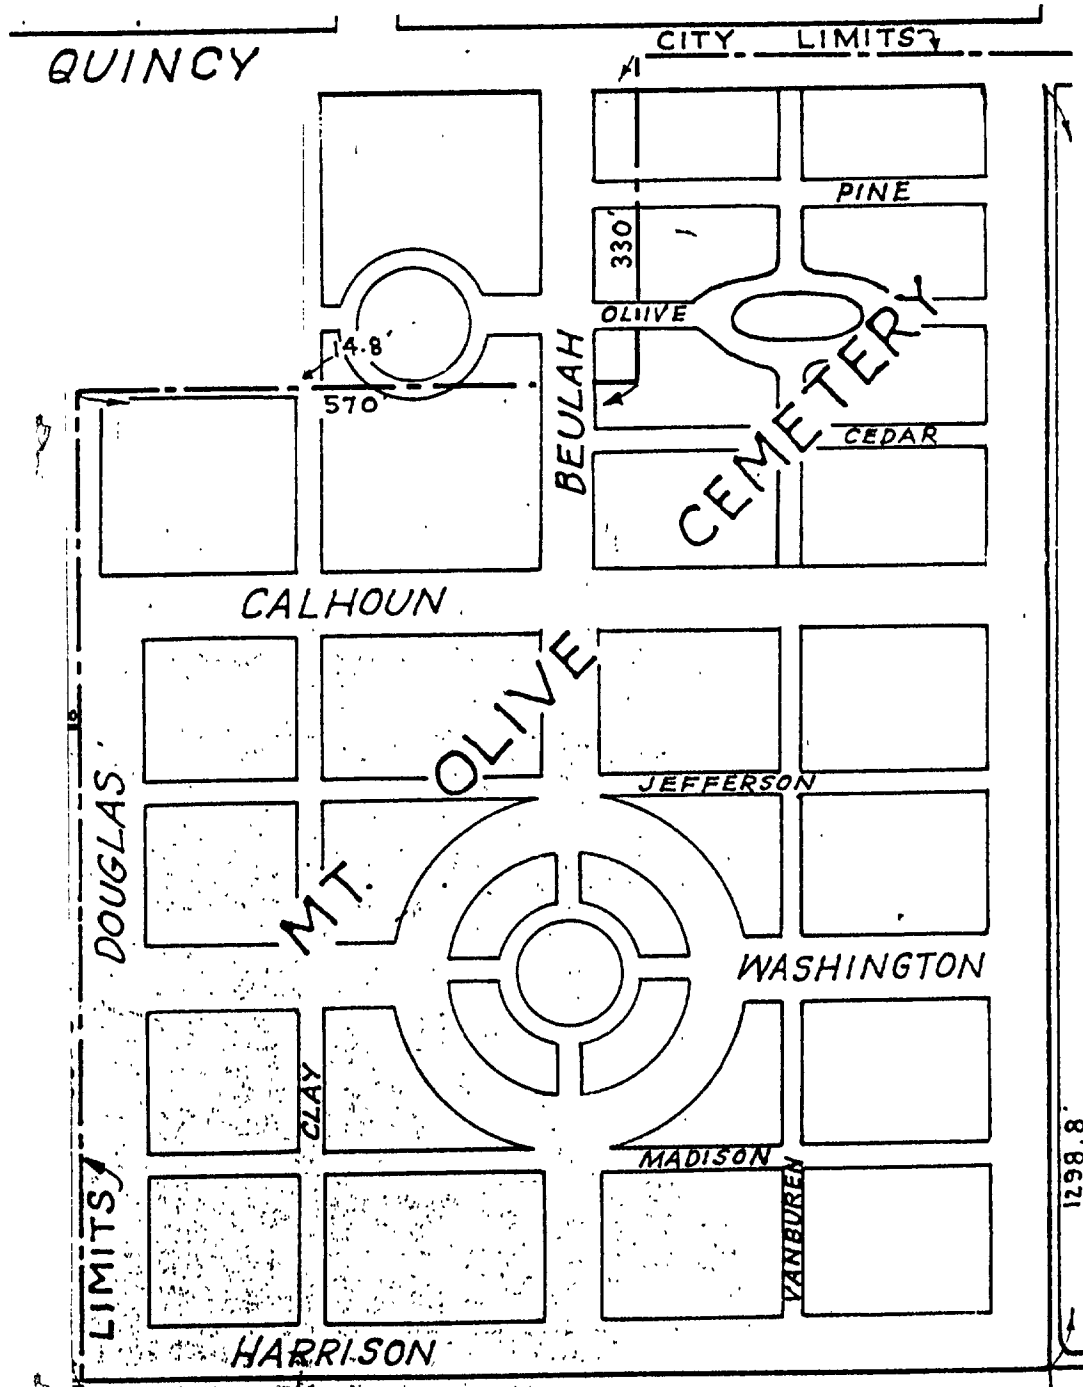 CITY LIMITS
QUINCY
PINE
330'
OLIIVE
14.8'
570'
BEULAH
CEDAR
CALHOUN
MT. OLIVE CEMETERY
JEFFERSON
DOUGLAS
WASHINGTON
CLAY
MADISON
VANBUREN
1298.8'
LIMITS
HARRISON